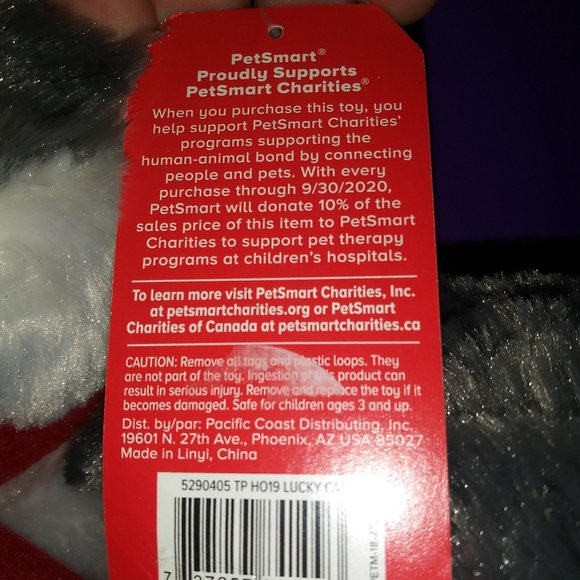 PetSmart®
Proudly Supports
PetSmart Charities®
When you purchase this toy, you
help support PetSmart Charities'
programs supporting the
human-animal bond by connecting
people and pets. With every
purchase through 9/30/2020,
PetSmart will donate 10% of the
sales price of this item to PetSmart
Charities to support pet therapy
programs at children's hospitals.
To learn more visit PetSmart Charities, Inc.
at petsmartcharities.org or PetSmart
Charities of Canada at petsmartcharities.ca
CAUTION: Remove all tags and plastic loops. They
are not part of the toy. Ingestion of this product can
result in serious injury. Remove and replace the toy if it
becomes damaged. Safe for children ages 3 and up.
Dist. by/par: Pacific Coast Distributing, Inc.
19601 N. 27th Ave., Phoenix, AZ USA 85027
Made in Linyi, China
5290405 TP HO19 LUCKY
7